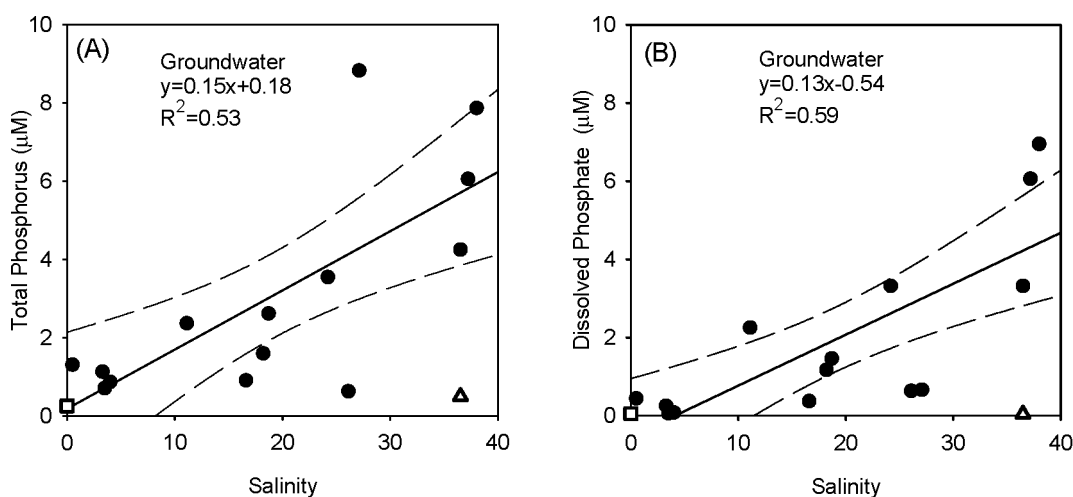 (A)
Groundwater
y=0.15x+0.18
R²=0.53
Total Phosphorus (μM)
10
8
6
4
2
0
0 10 20 30 40
Salinity
(B)
Groundwater
y=0.13x-0.54
R²=0.59
Dissolved Phosphate (μM)
10
8
6
4
2
0
0 10 20 30 40
Salinity